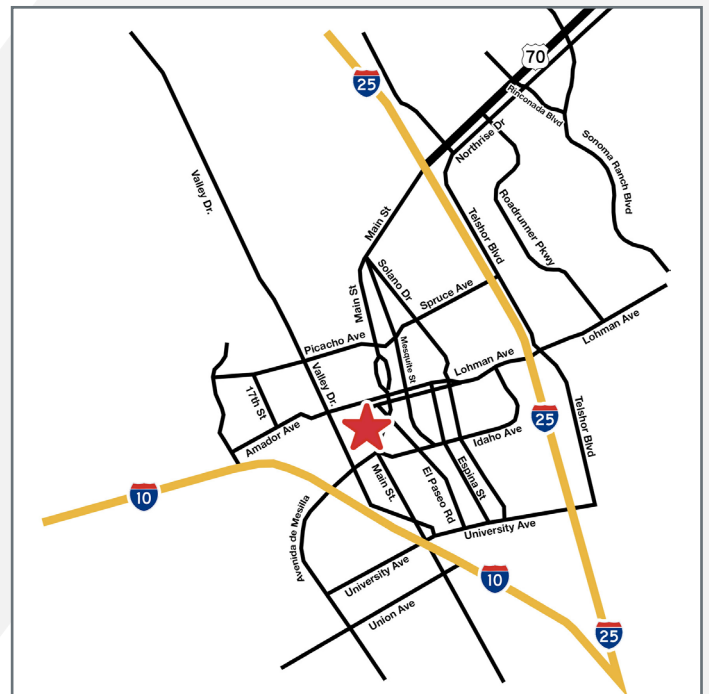 70
25
Rinconada Blvd
Northrise Dr
Sonoma Ranch Blvd
Valley Dr.
Roadrunner Pkwy
Main St
Telshor Blvd
Solano Dr
Main St
Spruce Ave
Lohman Ave
Picacho Ave
Mesquite St
Lohman Ave
Valley Dr.
17th St
Telshor Blvd
25
Amador Ave
Idaho Ave
Main St.
El Paseo Rd
Espina St.
10
Avenida de Mesilla
University Ave
University Ave
10
Union Ave
25